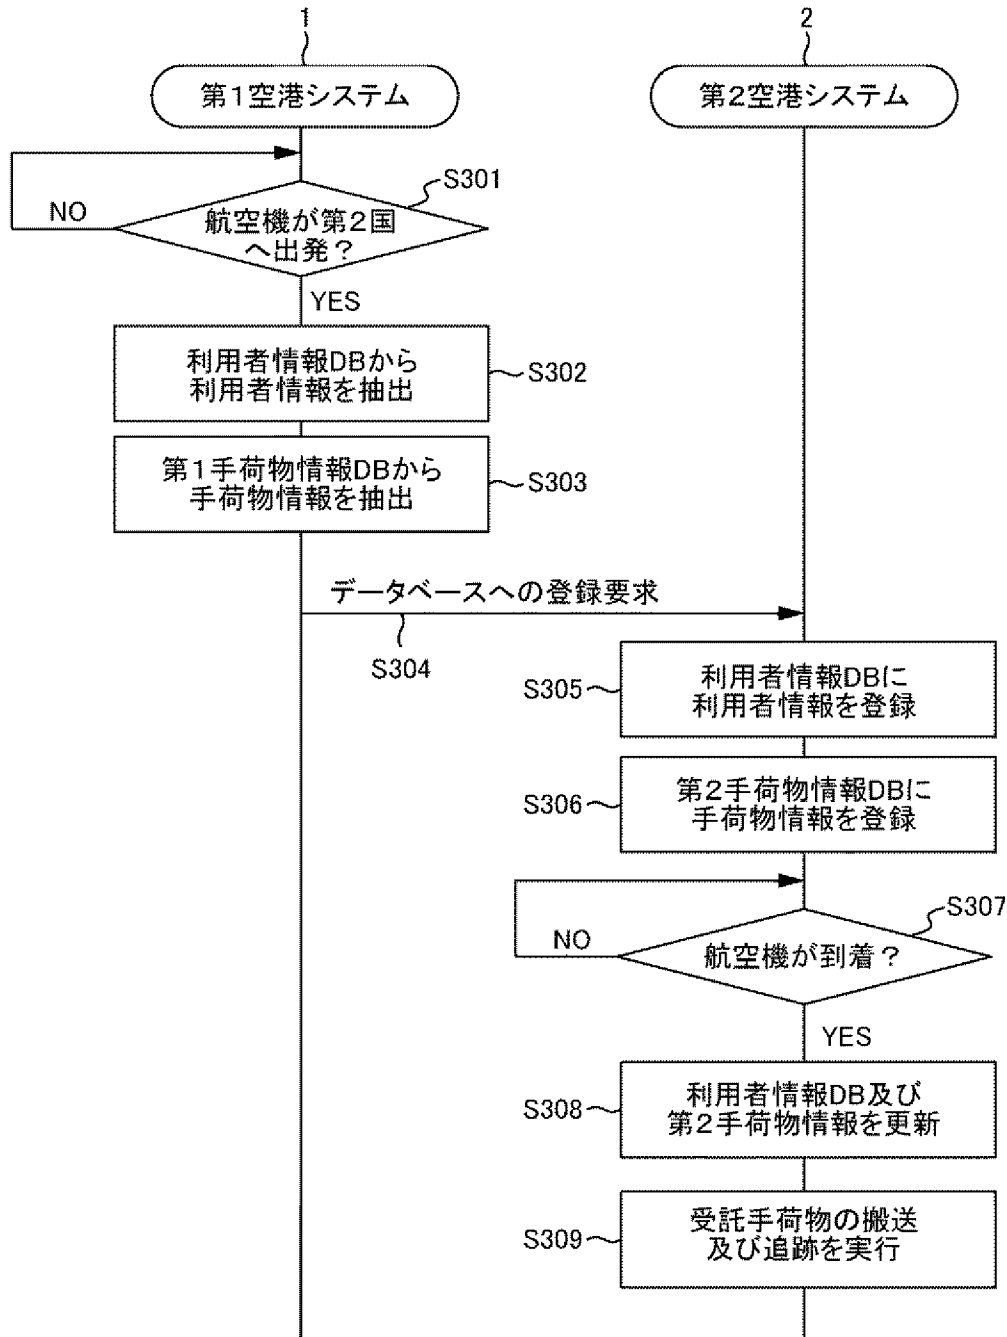 1
2
第1空港システム
第2空港システム
S301
NO
航空機が第2国
へ出発？
YES
利用者情報DBから
利用者情報を抽出
S302
第1手荷物情報DBから
手荷物情報を抽出
S303
データベースへの登録要求
S304
S305
利用者情報DBに
利用者情報を登録
S306
第2手荷物情報DBに
手荷物情報を登録
S307
NO
航空機が到着？
YES
S308
利用者情報DB及び
第2手荷物情報を更新
S309
受託手荷物の搬送
及び追跡を実行